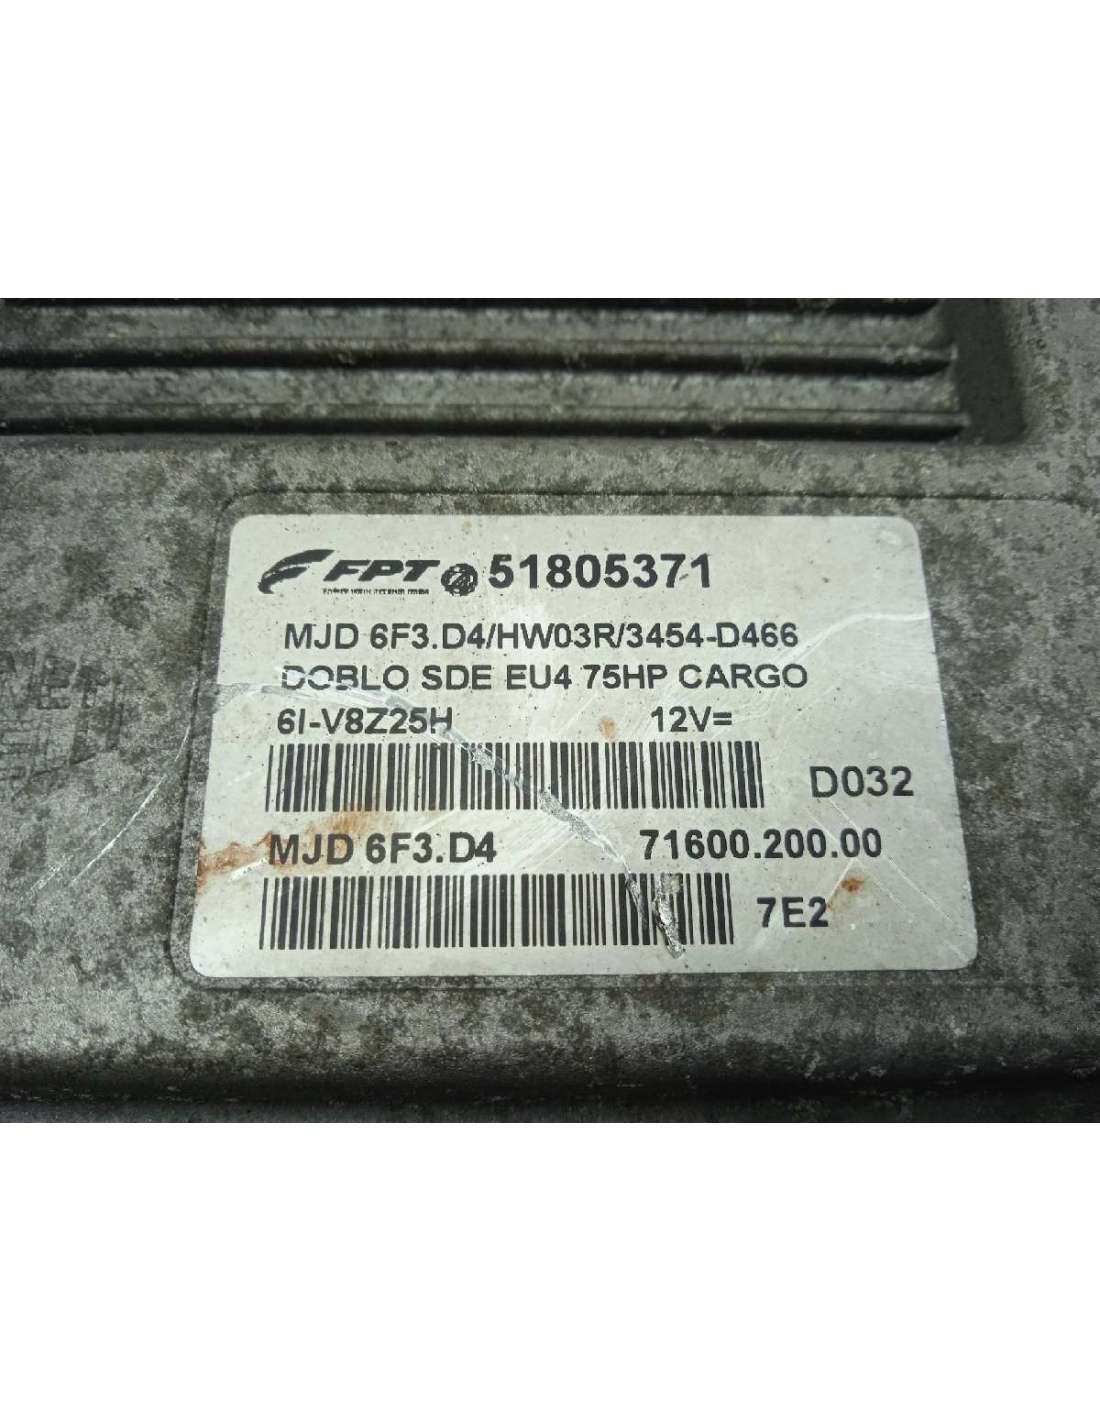 FPT 51805371
MJD 6F3.D4/HW03R/3454-D466
DOBLO SDE EU4 75HP CARGO
6I-V8Z25H 12V=
D032
MJD 6F3.D4 71600.200.00
7E2